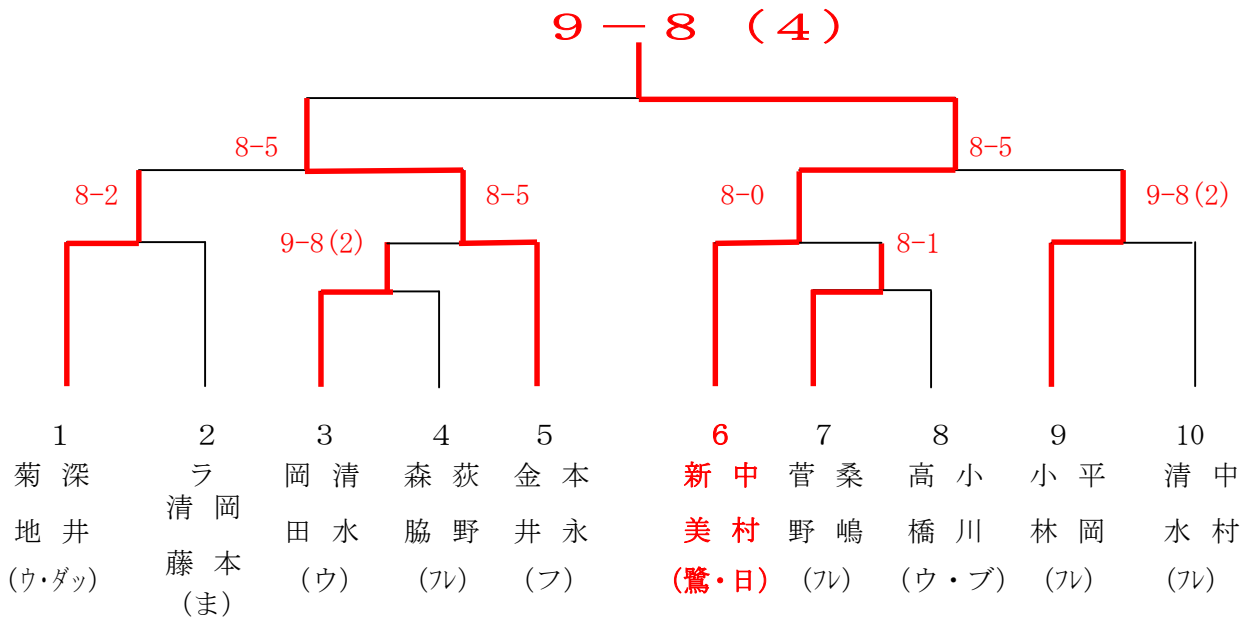 9－8（4）
8-5 8-5
8-2 8-5 8-0 9-8(2)
9-8(2) 8-1
1 2 3 4 5 6 7 8 9 10
菊 深 ラ 岡 清 森 荻 金 本 新 中 菅 桑 高 小 小 平 清 中
清 岡
地 井 田 水 脇 野 井 永 美 村 野 嶋 橋 川 林 岡 水 村
藤 本
(ウ・ダッ) (ウ) (フレ) (フ) (鷺・日) (フレ) (ウ・ブ) (フレ) (フレ)
(ま)